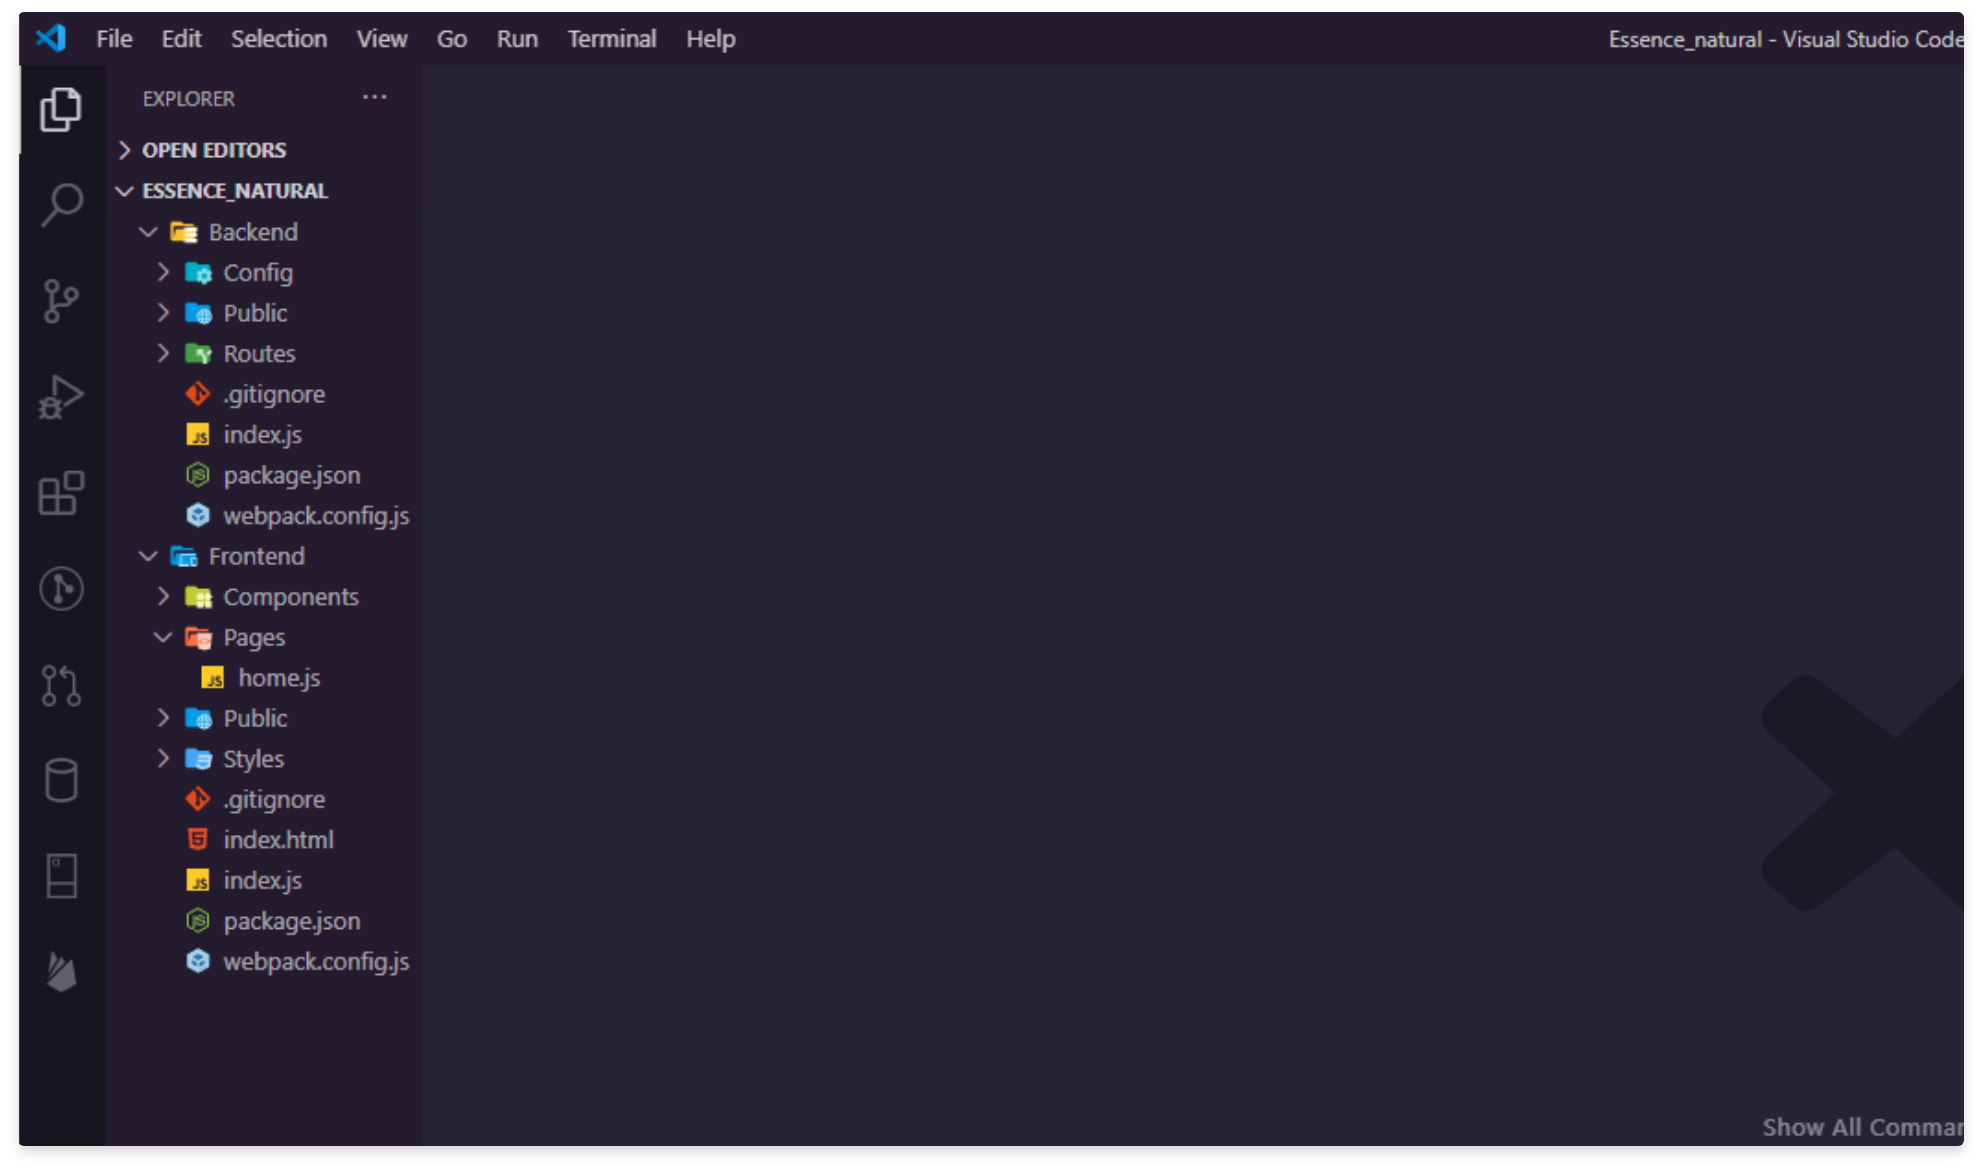 File Edit Selection View Go Run Terminal Help Essence_natural - Visual Studio Code
EXPLORER ...
OPEN EDITORS
ESSENCE_NATURAL
Backend
Config
Public
Routes
.gitignore
index.js
package.json
webpack.config.js
Frontend
Components
Pages
home.js
Public
Styles
.gitignore
index.html
index.js
package.json
webpack.config.js
Show All Comman